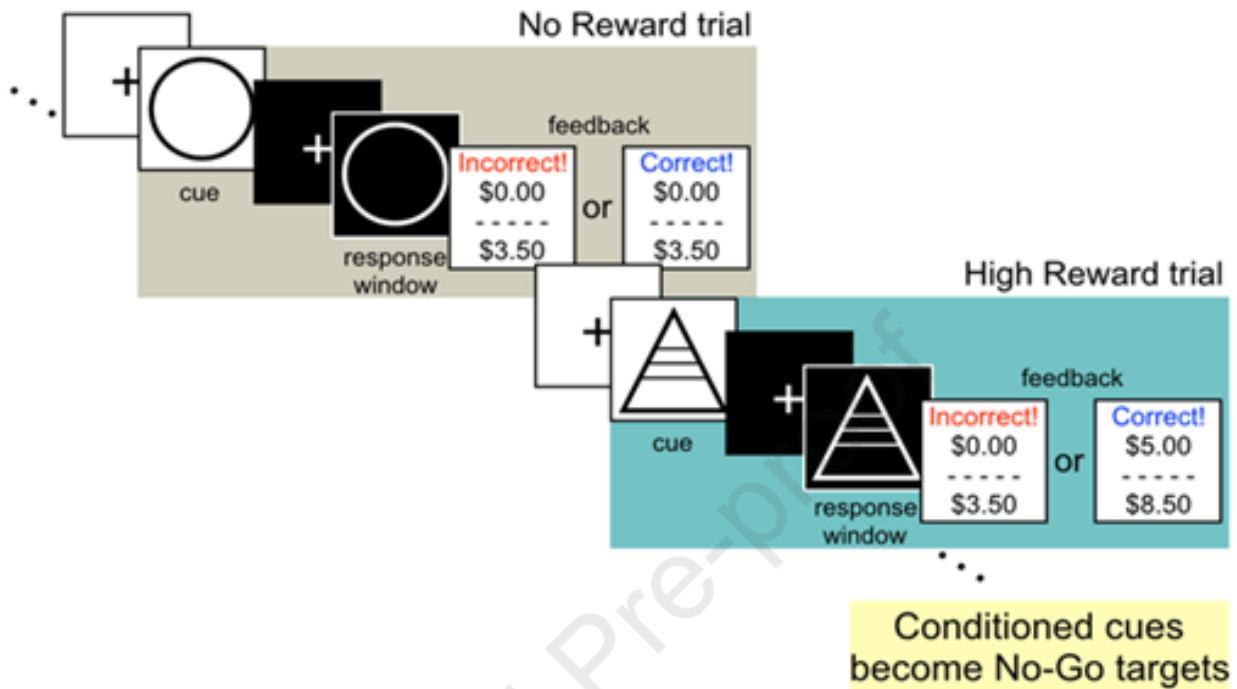 No Reward trial
cue
response
window
feedback
Incorrect!
$0.00
- - - - -
$3.50
or
Correct!
$0.00
- - - - -
$3.50
High Reward trial
cue
response
window
feedback
Incorrect!
$0.00
- - - - -
$3.50
or
Correct!
$5.00
- - - - -
$8.50
Conditioned cues
become No-Go targets
Pre-proof